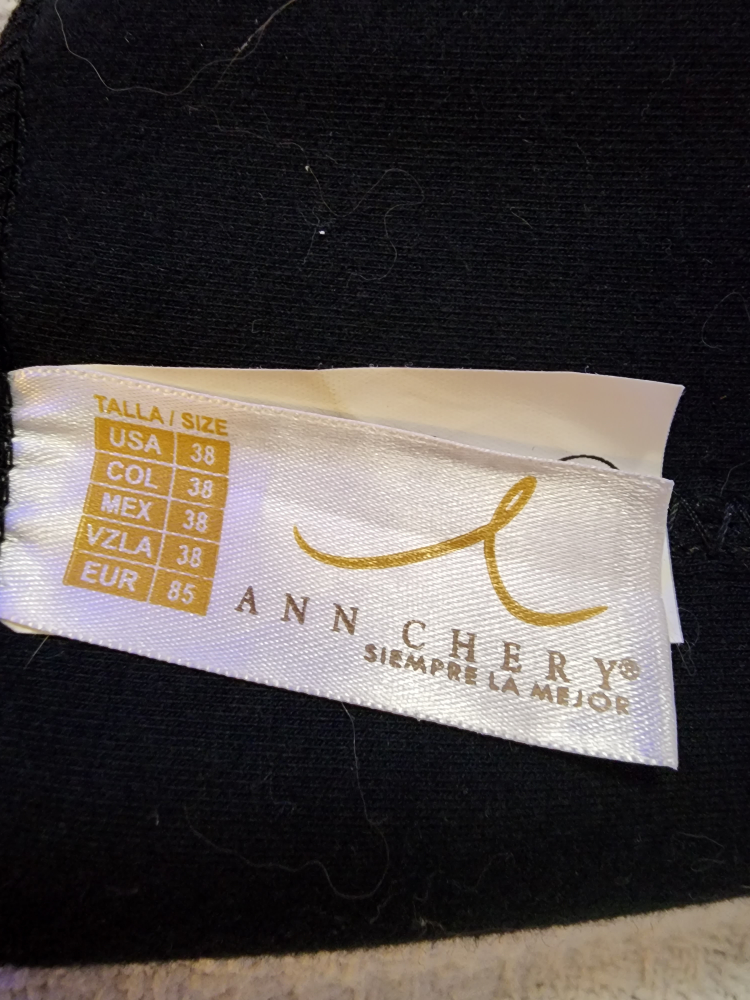 TALLA / SIZE
USA 38
COL 38
MEX 38
VZLA 38
EUR 85
ANN CHERY®
SIEMPRE LA MEJOR